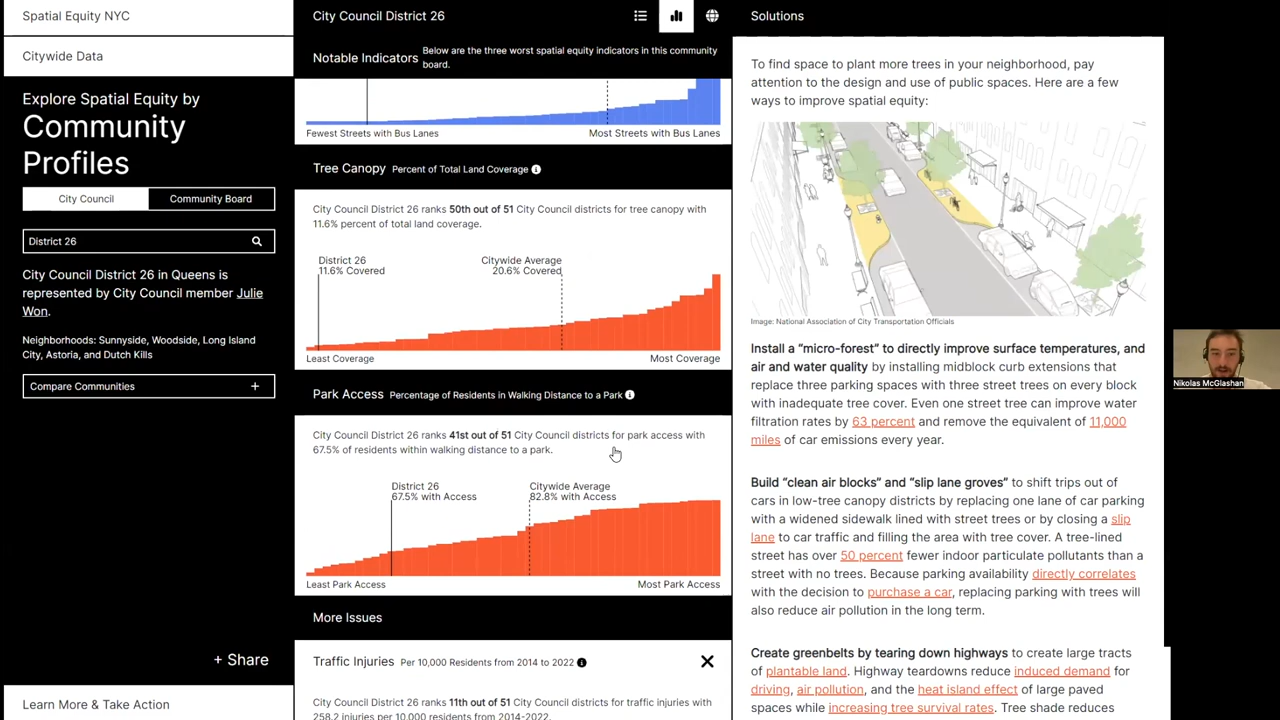 Spatial Equity NYC
Citywide Data
Explore Spatial Equity by
Community
Profiles
City Council
Community Board
District 26
City Council District 26 in Queens is
represented by City Council member Julie
Won.
Neighborhoods: Sunnyside, Woodside, Long Island
City, Astoria, and Dutch Kills
Compare Communities +
+ Share
Learn More & Take Action
City Council District 26
Notable Indicators
Below are the three worst spatial equity indicators in this community
board.
Fewest Streets with Bus Lanes
Most Streets with Bus Lanes
Tree Canopy Percent of Total Land Coverage
City Council District 26 ranks 50th out of 51 City Council districts for tree canopy with
11.6% percent of total land coverage.
District 26
11.6% Covered
Citywide Average
20.6% Covered
Least Coverage
Most Coverage
Park Access Percentage of Residents in Walking Distance to a Park
City Council District 26 ranks 41st out of 51 City Council districts for park access with
67.5% of residents within walking distance to a park.
District 26
67.5% with Access
Citywide Average
82.8% with Access
Least Park Access
Most Park Access
More Issues
Traffic Injuries Per 10,000 Residents from 2014 to 2022
City Council District 26 ranks 11th out of 51 City Council districts for traffic injuries with
258.2 injuries per 10,000 residents from 2014-2022.
Solutions
To find space to plant more trees in your neighborhood, pay
attention to the design and use of public spaces. Here are a few
ways to improve spatial equity:
Image: National Association of City Transportation Officials
Install a “micro-forest” to directly improve surface temperatures, and
air and water quality by installing midblock curb extensions that
replace three parking spaces with three street trees on every block
with inadequate tree cover. Even one street tree can improve water
filtration rates by 63 percent and remove the equivalent of 11,000
miles of car emissions every year.
Build “clean air blocks” and “slip lane groves” to shift trips out of
cars in low-tree canopy districts by replacing one lane of car parking
with a widened sidewalk lined with street trees or by closing a slip
lane to car traffic and filling the area with tree cover. A tree-lined
street has over 50 percent fewer indoor particulate pollutants than a
street with no trees. Because parking availability directly correlates
with the decision to purchase a car, replacing parking with trees will
also reduce air pollution in the long term.
Create greenbelts by tearing down highways to create large tracts
of plantable land. Highway teardowns reduce induced demand for
driving, air pollution, and the heat island effect of large paved
spaces while increasing tree survival rates. Tree shade reduces
Nikolas McGlashan